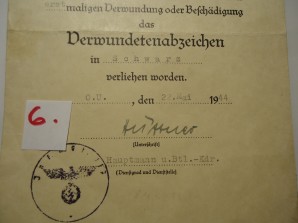 maligen Verwundung oder Beschädigung
das
Verwundetenabzeichen
in Schwarz
verliehen worden.
O.U., den 19
6.
(Unterschrift)
Hauptmann u.Btl.-Kdr.
(Dienstgrad und Dienststelle)